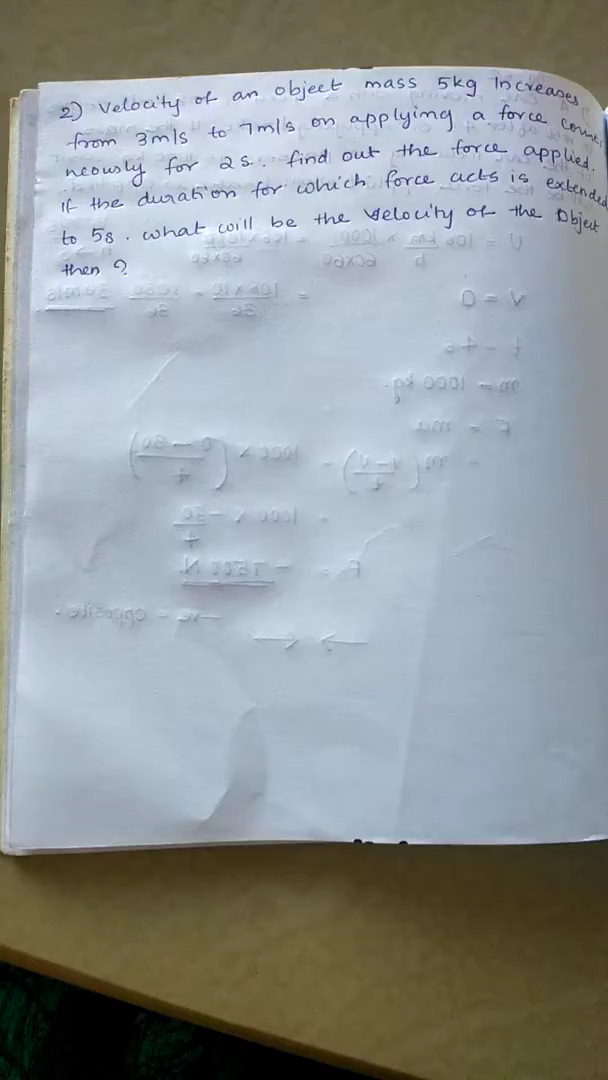 2) Velocity of an object mass 5kg Increases
from 3m/s to 7m/s on applying a force conti
neously for 2s. find out the force applied.
If the duration for which force acts is extended
to 5s. what will be the velocity of the Object
then ?